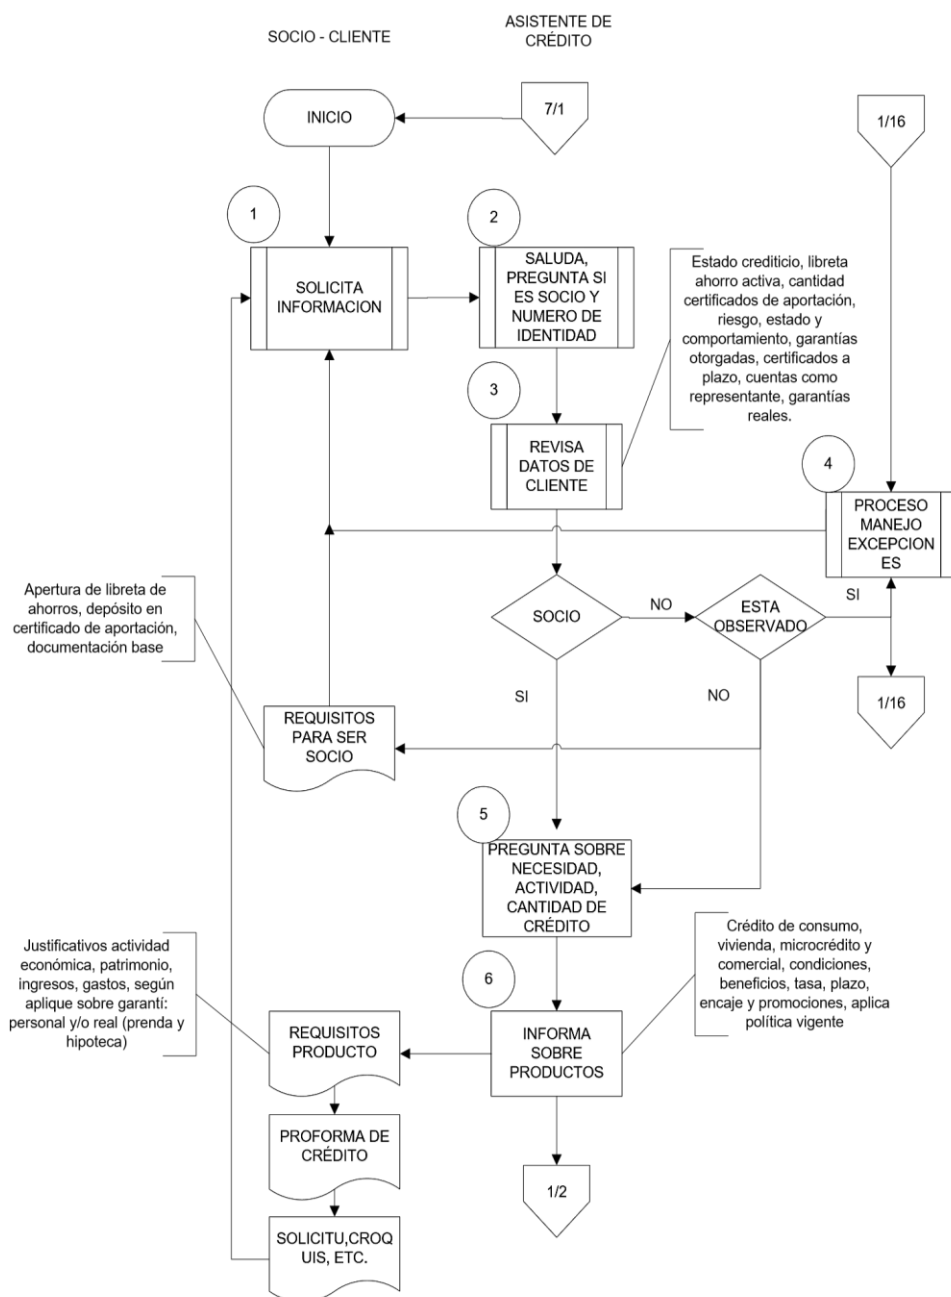 SOCIO - CLIENTE
ASISTENTE DE
CRÉDITO
INICIO
7/1
1/16
1
2
SOLICITA
INFORMACION
SALUDA,
PREGUNTA SI
ES SOCIO Y
NUMERO DE
IDENTIDAD
Estado crediticio, libreta
ahorro activa, cantidad
certificados de aportación,
riesgo, estado y
comportamiento, garantías
otorgadas, certificados a
plazo, cuentas como
representante, garantías
reales.
3
REVISA
DATOS DE
CLIENTE
4
PROCESO
MANEJO
EXCEPCION
ES
SOCIO
NO
ESTA
OBSERVADO
SI
Apertura de libreta de
ahorros, depósito en
certificado de aportación,
documentación base
SI
NO
1/16
REQUISITOS
PARA SER
SOCIO
5
PREGUNTA SOBRE
NECESIDAD,
ACTIVIDAD,
CANTIDAD DE
CRÉDITO
Justificativos actividad
económica, patrimonio,
ingresos, gastos, según
aplique sobre garantí:
personal y/o real (prenda y
hipoteca)
6
Crédito de consumo,
vivienda, microcrédito y
comercial, condiciones,
beneficios, tasa, plazo,
encaje y promociones, aplica
política vigente
REQUISITOS
PRODUCTO
INFORMA
SOBRE
PRODUCTOS
PROFORMA DE
CRÉDITO
1/2
SOLICITU,CROQ
UIS, ETC.